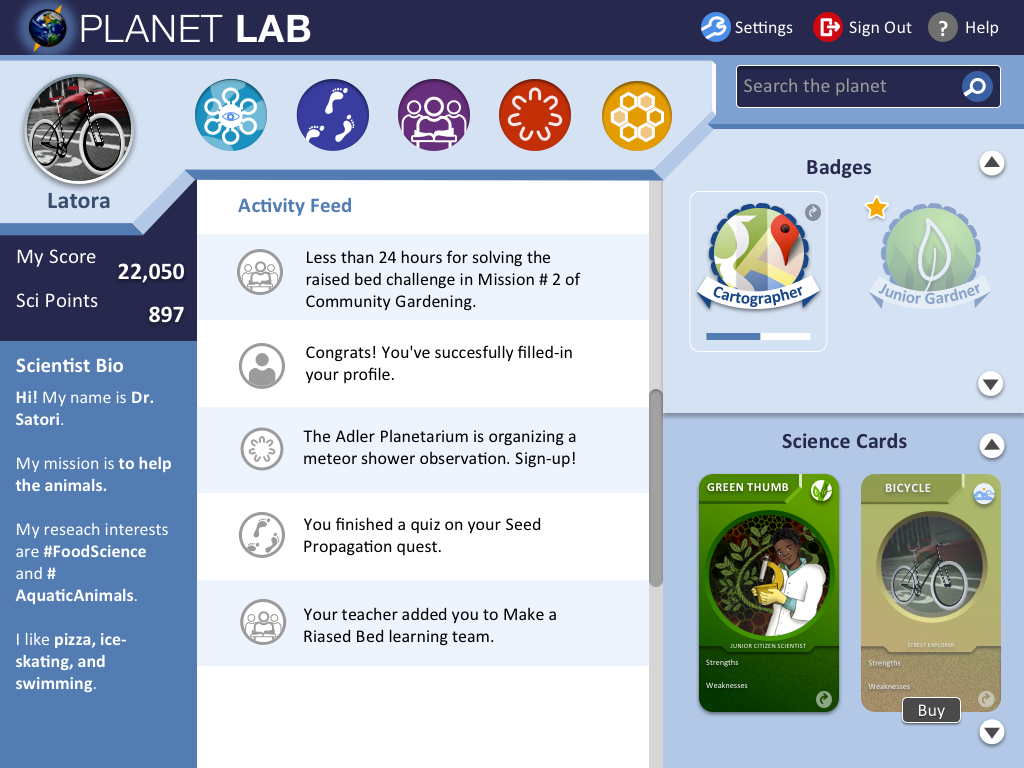 PLANET LAB
Settings
Sign Out
? Help
Search the planet
Latora
My Score
22,050
Sci Points
897
Scientist Bio
Hi! My name is Dr.
Satori.
My mission is to help
the animals.
My reseach interests
are #FoodScience
and #
AquaticAnimals.
I like pizza, ice-
skating, and
swimming.
Activity Feed
Less than 24 hours for solving the
raised bed challenge in Mission # 2 of
Community Gardening.
Congrats! You've succesfully filled-in
your profile.
The Adler Planetarium is organizing a
meteor shower observation. Sign-up!
You finished a quiz on your Seed
Propagation quest.
Your teacher added you to Make a
Riased Bed learning team.
Badges
Cartographer
Junior Gardner
Science Cards
GREEN THUMB
JUNIOR CITIZEN SCIENTIST
Strengths
Weaknesses
BICYCLE
STREET EXPLORER
Strengths
Weaknesses
Buy